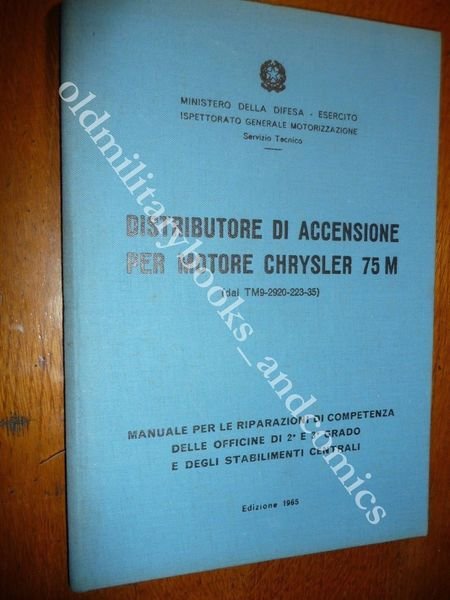 MINISTERO DELLA DIFESA - ESERCITO
ISPETTORATO GENERALE MOTORIZZAZIONE
Servizio Tecnico
DISTRIBUTORE DI ACCENSIONE
PER MOTORE CHRYSLER 75 M
(dal TM9-2920-223-35)
MANUALE PER LE RIPARAZIONI DI COMPETENZA
DELLE OFFICINE DI 2° E 3° GRADO
E DEGLI STABILIMENTI CENTRALI
Edizione 1965
oldmilitarybooks_andcomics